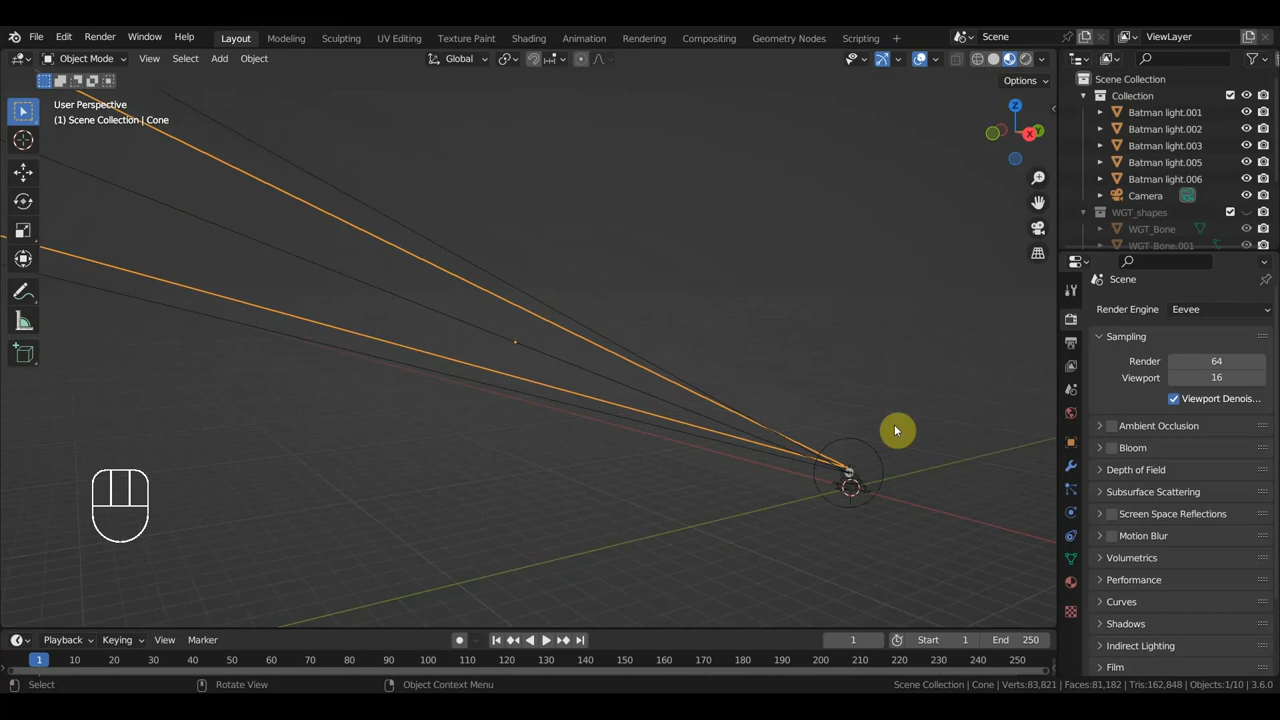 File Edit Render Window Help Layout Modeling Sculpting UV Editing Texture Paint Shading Animation Rendering Compositing Geometry Nodes Scripting + Scene ViewLayer
Object Mode View Select Add Object Global
Options
User Perspective
(1) Scene Collection | Cone
Z
X
Y
Scene Collection
Collection
Batman light.001
Batman light.002
Batman light.003
Batman light.005
Batman light.006
Camera
WGT_shapes
WGT_Bone
WGT_Bone.001
Scene
Render Engine Eevee
Sampling
Render 64
Viewport 16
Viewport Denois...
Ambient Occlusion
Bloom
Depth of Field
Subsurface Scattering
Screen Space Reflections
Motion Blur
Volumetrics
Performance
Curves
Shadows
Indirect Lighting
Film
Playback Keying View Marker 1 Start 1 End 250
1 10 20 30 40 50 60 70 80 90 100 110 120 130 140 150 160 170 180 190 200 210 220 230 240 250
Select Rotate View Object Context Menu Scene Collection | Cone | Verts:83,821 | Faces:81,182 | Tris:162,848 | Objects:1/10 | 3.6.0